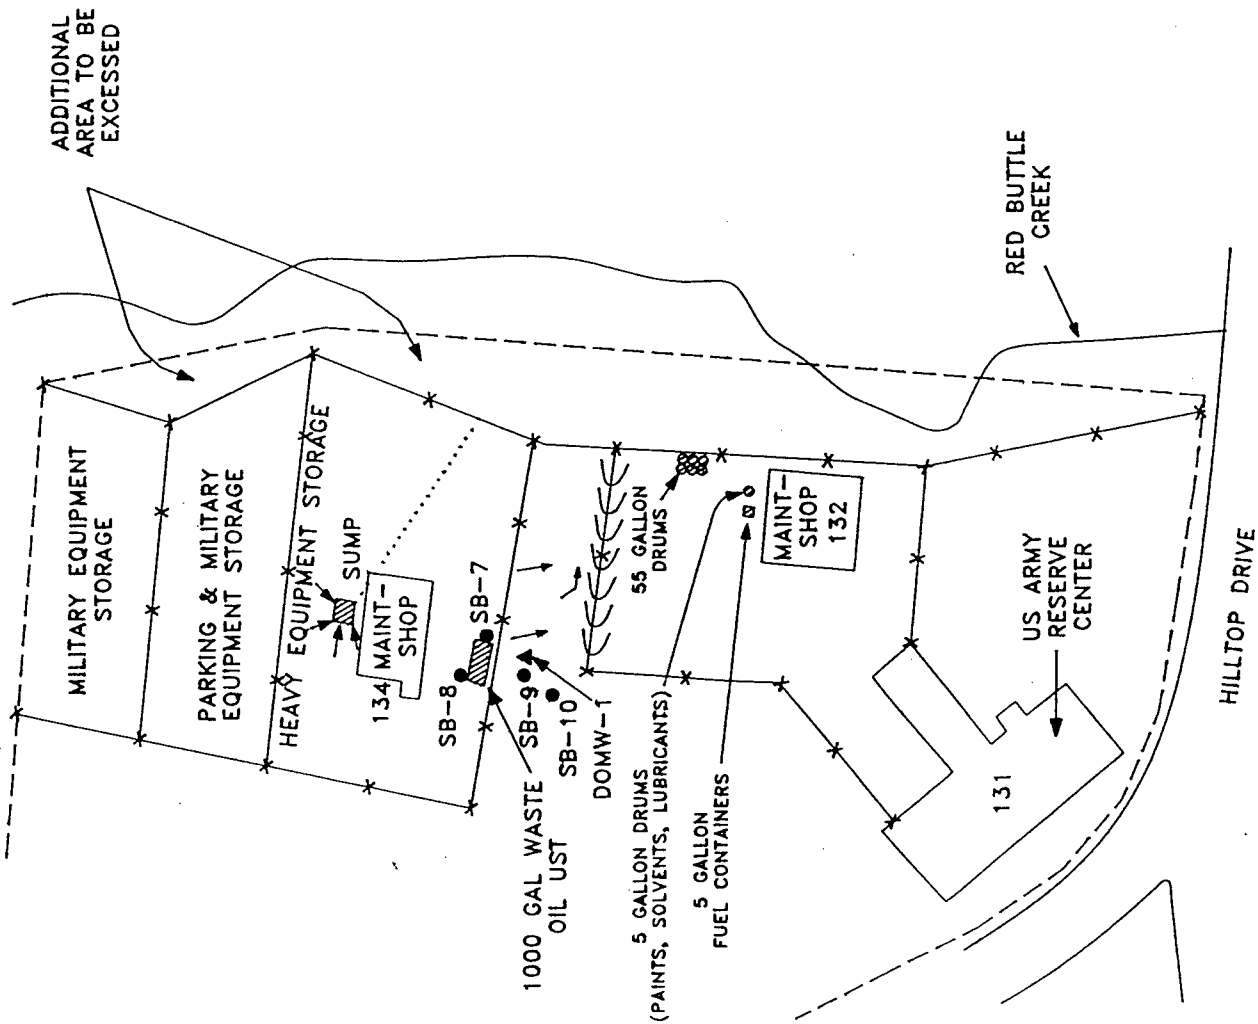 ADDITIONAL
AREA TO BE
EXCESSED
MILITARY EQUIPMENT
STORAGE
PARKING & MILITARY
EQUIPMENT STORAGE
HEAVY EQUIPMENT STORAGE
SUMP
134
MAINT-
SHOP
SB-7
SB-8
SB-9
SB-10
DOMW-1
1000 GAL WASTE
OIL UST
55 GALLON
DRUMS
5 GALLON DRUMS
(PAINTS, SOLVENTS, LUBRICANTS)
5 GALLON
FUEL CONTAINERS
MAINT-
SHOP
132
RED BUTTLE
CREEK
US ARMY
RESERVE
CENTER
131
HILLTOP DRIVE